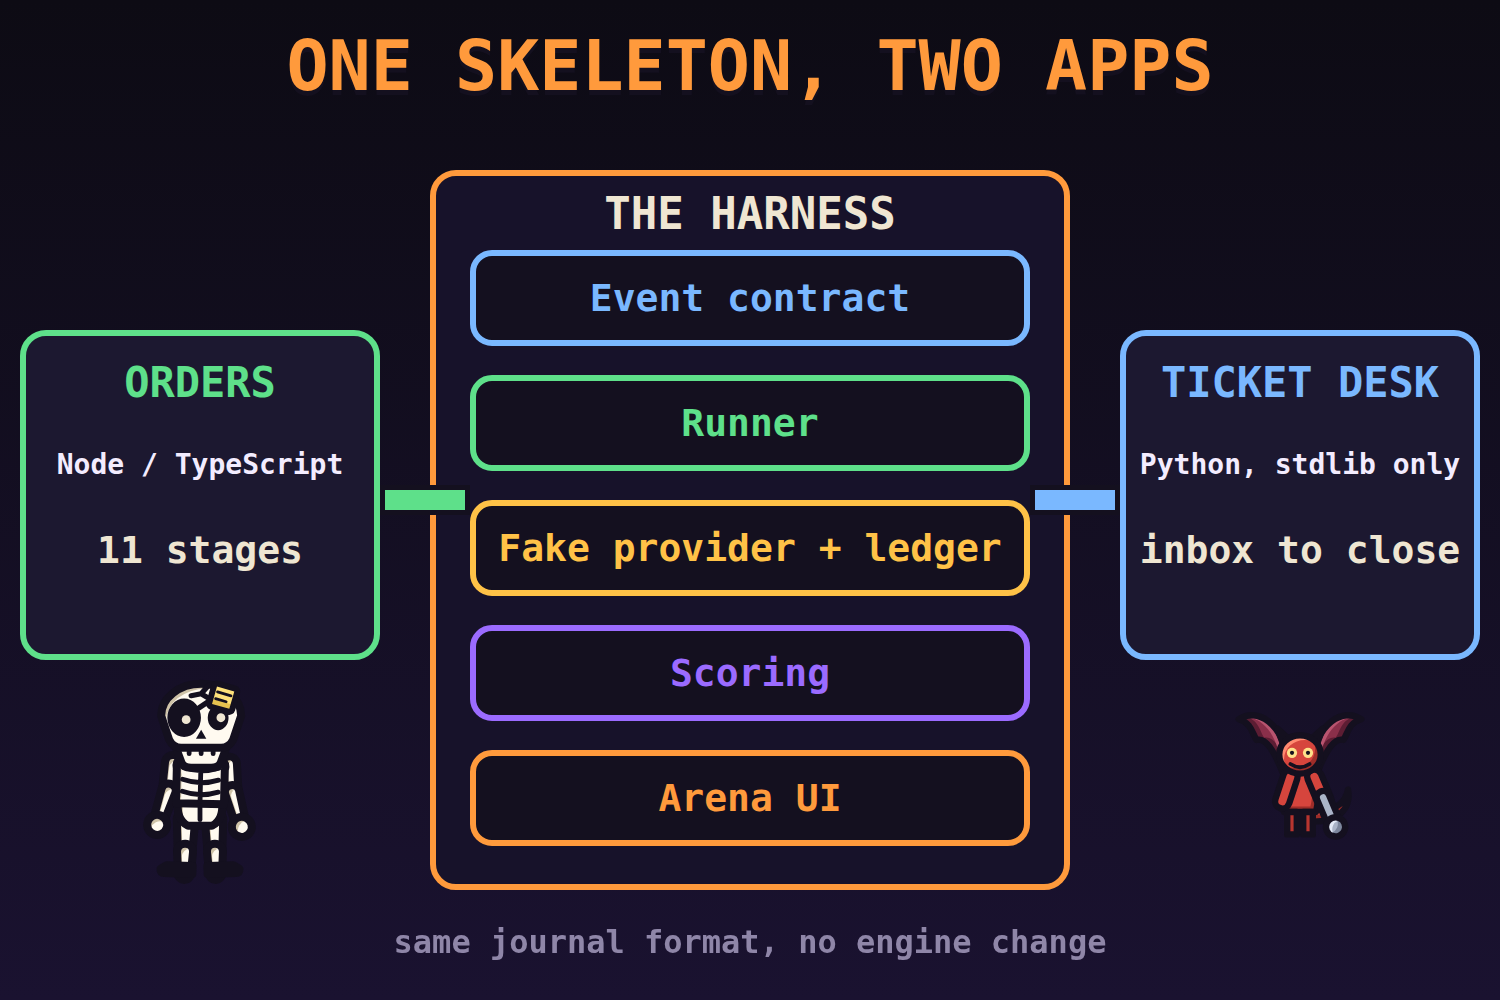 ONE SKELETON, TWO APPS
THE HARNESS
Event contract
Runner
Fake provider + ledger
Scoring
Arena UI
ORDERS
Node / TypeScript
11 stages
TICKET DESK
Python, stdlib only
inbox to close
same journal format, no engine change